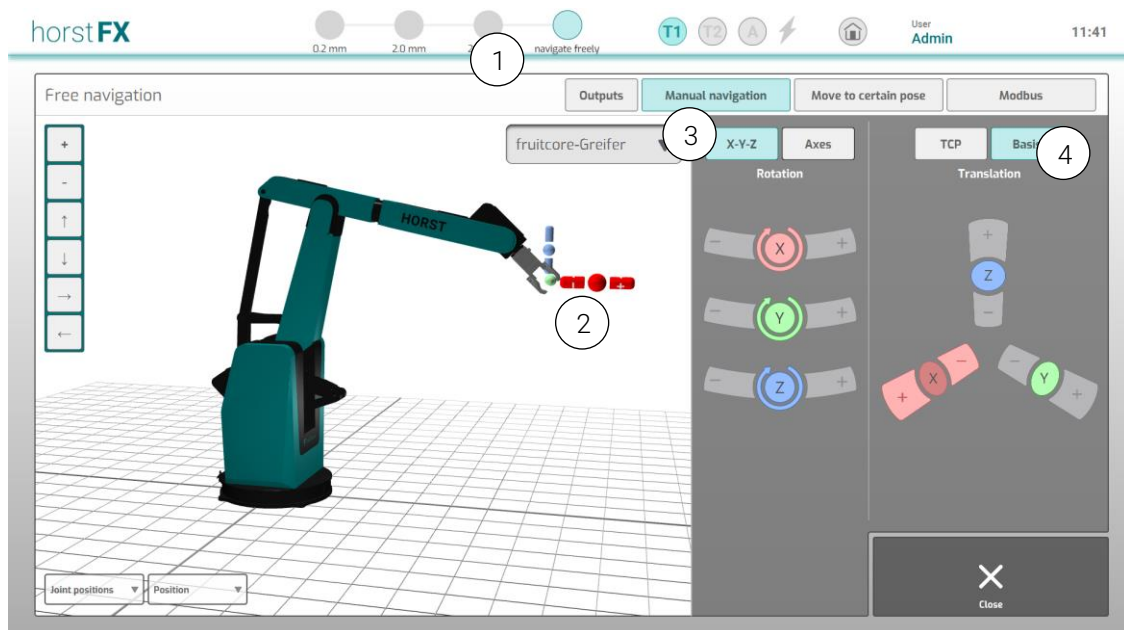 horstFX
T1 T2 A
User
Admin
11:41
0.2 mm 2.0 mm navigate freely
1
Free navigation
Outputs Manual navigation Move to certain pose Modbus
+
-
↑
↓
→
←
fruitcore-Greifer ▼
3
X-Y-Z Axes
TCP
4
Rotation
Translation
HORST
+
2
- X +
- Y +
- Z +
+
Z
-
- X +
- Y +
Joint positions ▼ Position ▼
Close